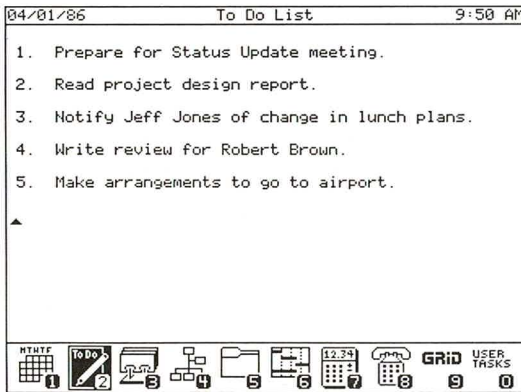 04/01/86 To Do List 9:50 AM
1. Prepare for Status Update meeting.
2. Read project design report.
3. Notify Jeff Jones of change in lunch plans.
4. Write review for Robert Brown.
5. Make arrangements to go to airport.
MTWTF To Do 12.34 GRiD USER
TASKS
1 2 3 4 5 6 7 8 9 0